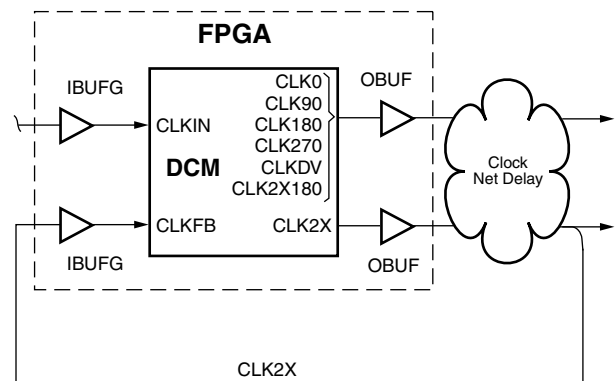 FPGA
IBUFG
CLKIN
DCM
CLKFB
IBUFG
CLK0
CLK90
CLK180
CLK270
CLKDV
CLK2X180
CLK2X
OBUF
OBUF
Clock
Net Delay
CLK2X